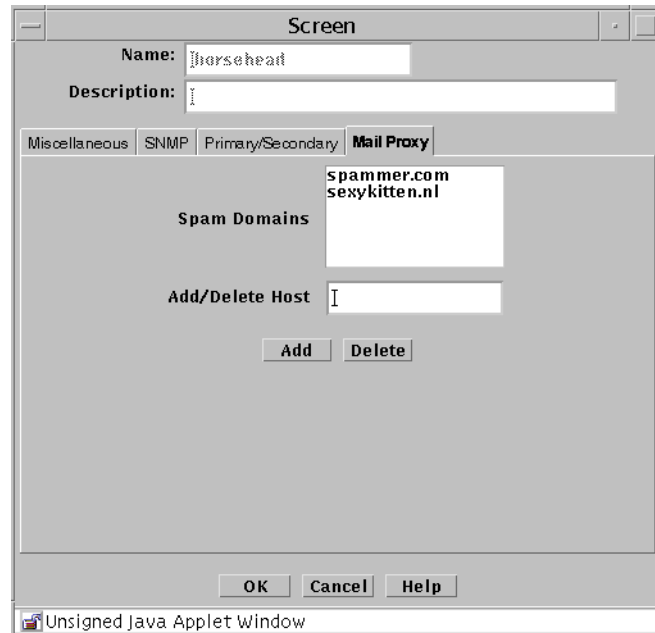 Screen
Name: horsehead
Description:
Miscellaneous SNMP Primary/Secondary Mail Proxy
spammer.com
sexykitten.nl
Spam Domains
Add/Delete Host
Add Delete
OK Cancel Help
Unsigned Java Applet Window